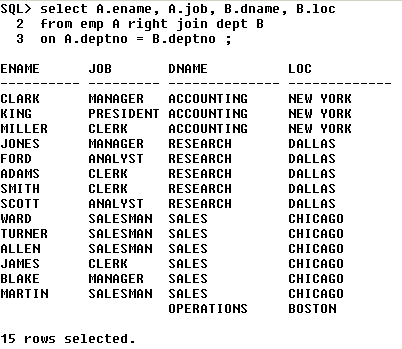 SQL> select A.ename, A.job, B.dname, B.loc
2 from emp A right join dept B
3 on A.deptno = B.deptno ;
ENAME JOB DNAME LOC
---------- --------- -------------- -------------
CLARK MANAGER ACCOUNTING NEW YORK
KING PRESIDENT ACCOUNTING NEW YORK
MILLER CLERK ACCOUNTING NEW YORK
JONES MANAGER RESEARCH DALLAS
FORD ANALYST RESEARCH DALLAS
ADAMS CLERK RESEARCH DALLAS
SMITH CLERK RESEARCH DALLAS
SCOTT ANALYST RESEARCH DALLAS
WARD SALESMAN SALES CHICAGO
TURNER SALESMAN SALES CHICAGO
ALLEN SALESMAN SALES CHICAGO
JAMES CLERK SALES CHICAGO
BLAKE MANAGER SALES CHICAGO
MARTIN SALESMAN SALES CHICAGO
OPERATIONS BOSTON
15 rows selected.